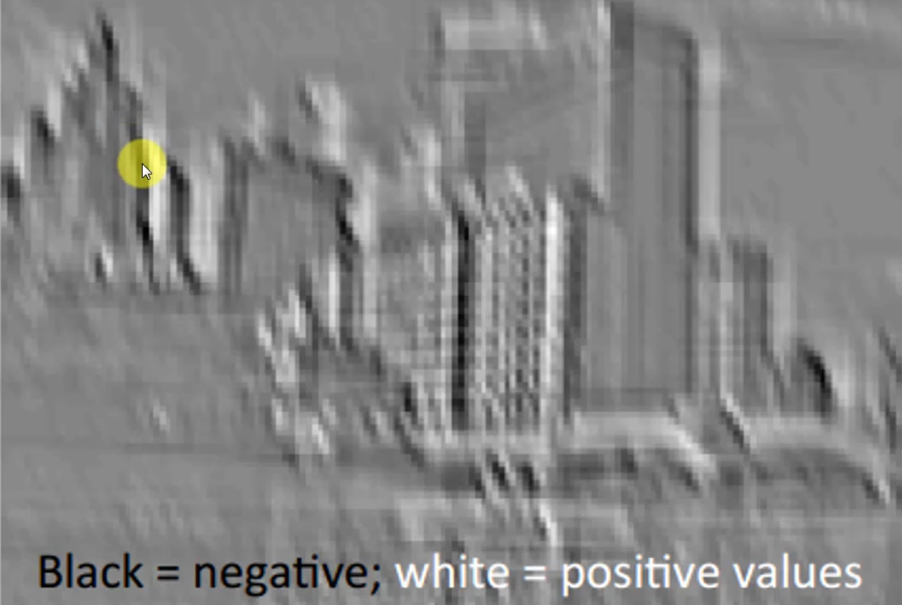 Black = negative; white = positive values